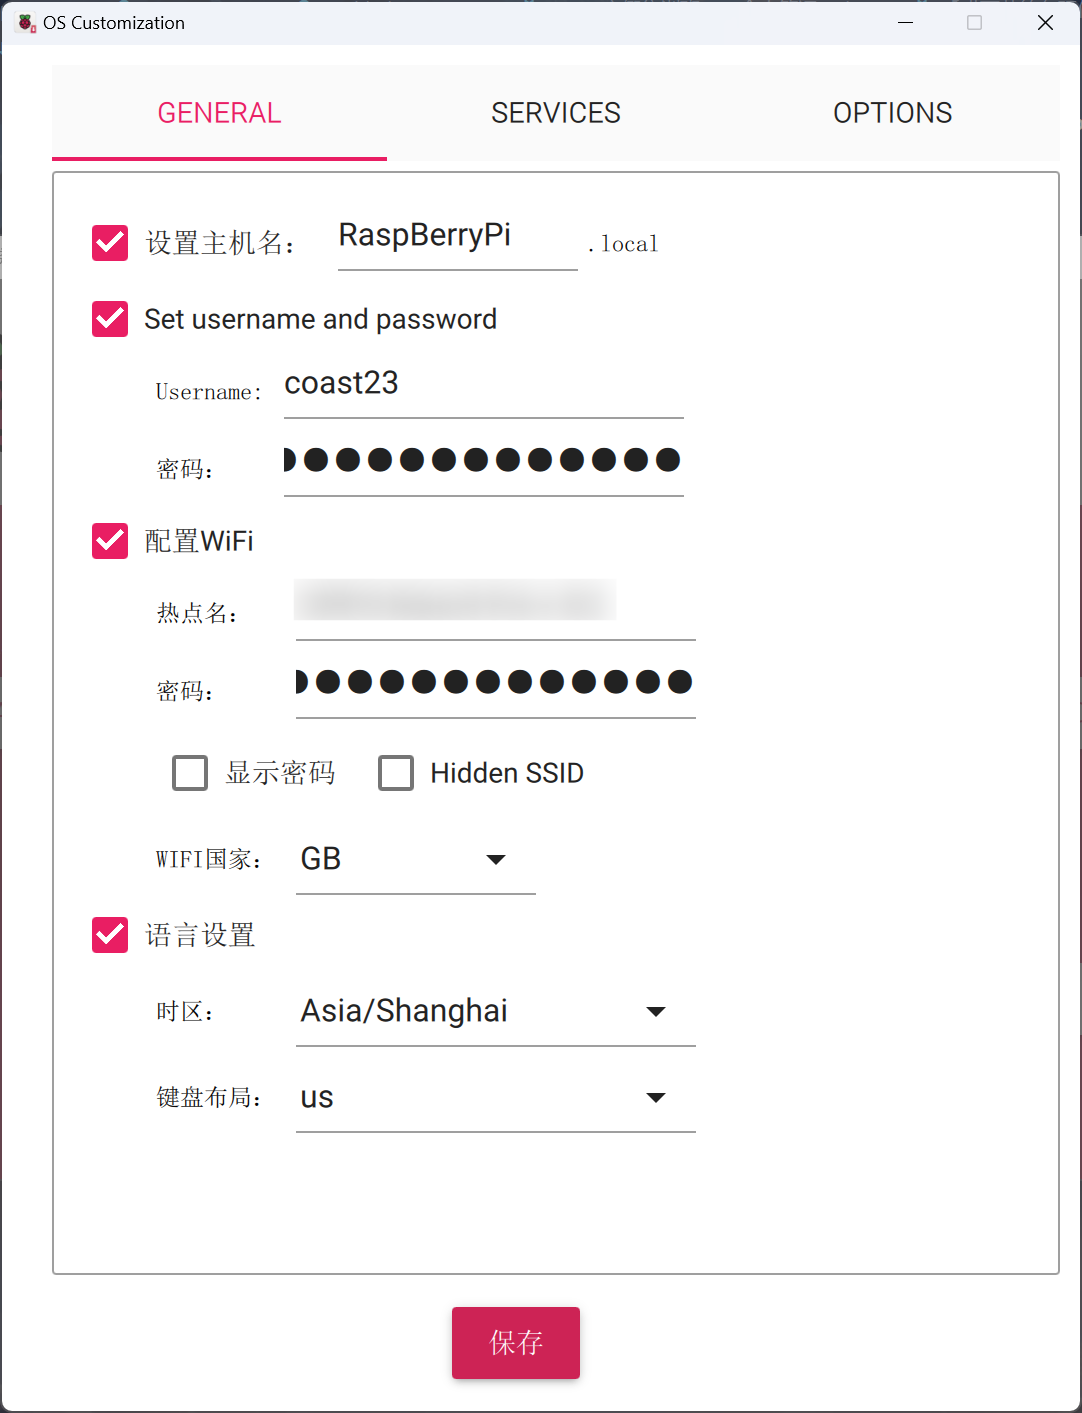 OS Customization
GENERAL SERVICES OPTIONS
设置主机名： RaspBerryPi .local
Set username and password
Username: coast23
密码： ●●●●●●●●●●●●●
配置WiFi
热点名：
密码： ●●●●●●●●●●●●●
显示密码 Hidden SSID
WIFI国家： GB
语言设置
时区： Asia/Shanghai
键盘布局： us
保存